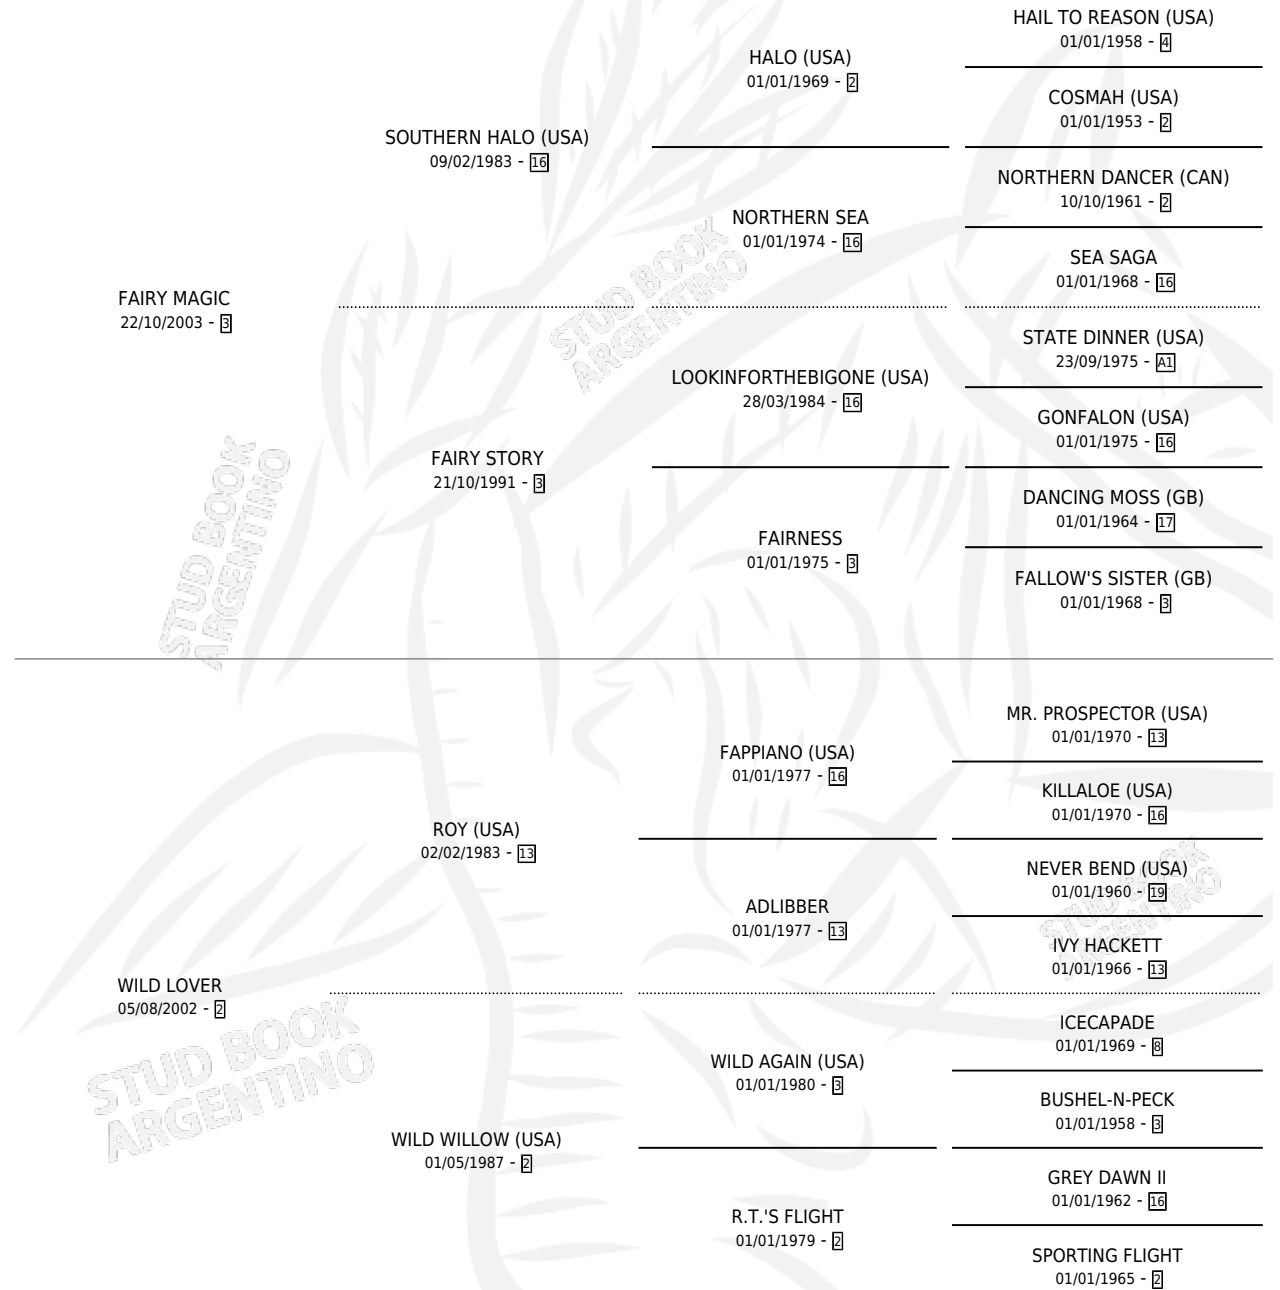 HAIL TO REASON (USA)
01/01/1958 - 4
HALO (USA)
01/01/1969 - 2
COSMAH (USA)
01/01/1953 - 2
SOUTHERN HALO (USA)
09/02/1983 - 16
NORTHERN DANCER (CAN)
10/10/1961 - 2
NORTHERN SEA
01/01/1974 - 16
SEA SAGA
01/01/1968 - 16
FAIRY MAGIC
22/10/2003 - 3
STUD BOOK
ARGENTINO
STATE DINNER (USA)
23/09/1975 - A1
LOOKINFORTHEBIGONE (USA)
28/03/1984 - 16
GONFALON (USA)
01/01/1975 - 16
FAIRY STORY
21/10/1991 - 3
DANCING MOSS (GB)
01/01/1964 - 17
FAIRNESS
01/01/1975 - 3
FALLOW'S SISTER (GB)
01/01/1968 - 3
STUD BOOK
ARGENTINO
MR. PROSPECTOR (USA)
01/01/1970 - 13
FAPPIANO (USA)
01/01/1977 - 16
KILLALOE (USA)
01/01/1970 - 16
ROY (USA)
02/02/1983 - 13
NEVER BEND (USA)
01/01/1960 - 19
ADLIBBER
01/01/1977 - 13
IVY HACKETT
01/01/1966 - 13
STUD BOOK
ARGENTINO
WILD LOVER
05/08/2002 - 2
STUD BOOK
ARGENTINO
ICECAPADE
01/01/1969 - 8
WILD AGAIN (USA)
01/01/1980 - 3
BUSHEL-N-PECK
01/01/1958 - 3
WILD WILLOW (USA)
01/05/1987 - 2
GREY DAWN II
01/01/1962 - 16
R.T.'S FLIGHT
01/01/1979 - 2
SPORTING FLIGHT
01/01/1965 - 2